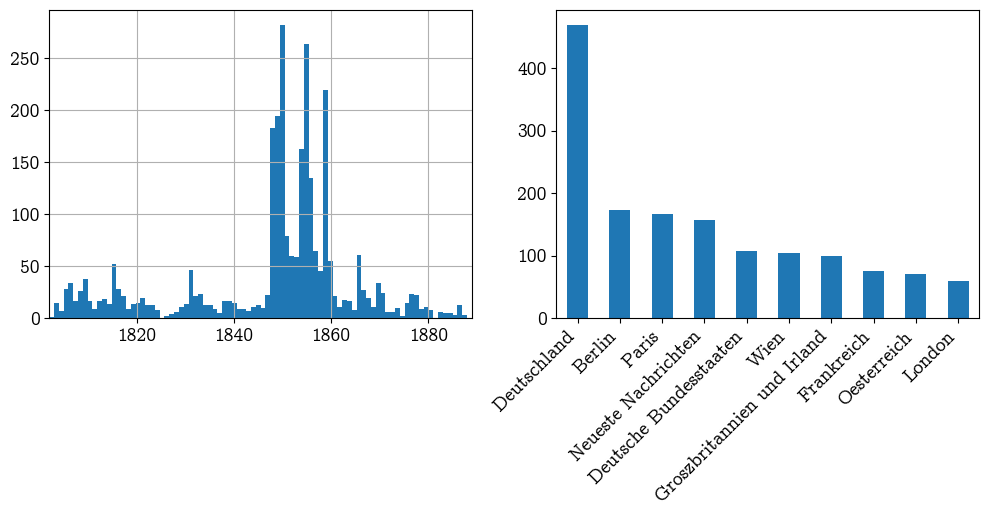 250
200
150
100
50
0
1820
1840
1860
1880
400
300
200
100
0
Deutschland
Berlin
Paris
Neueste Nachrichten
Deutsche Bundesstaaten
Wien
Groszbritannien und Irland
Frankreich
Oesterreich
London